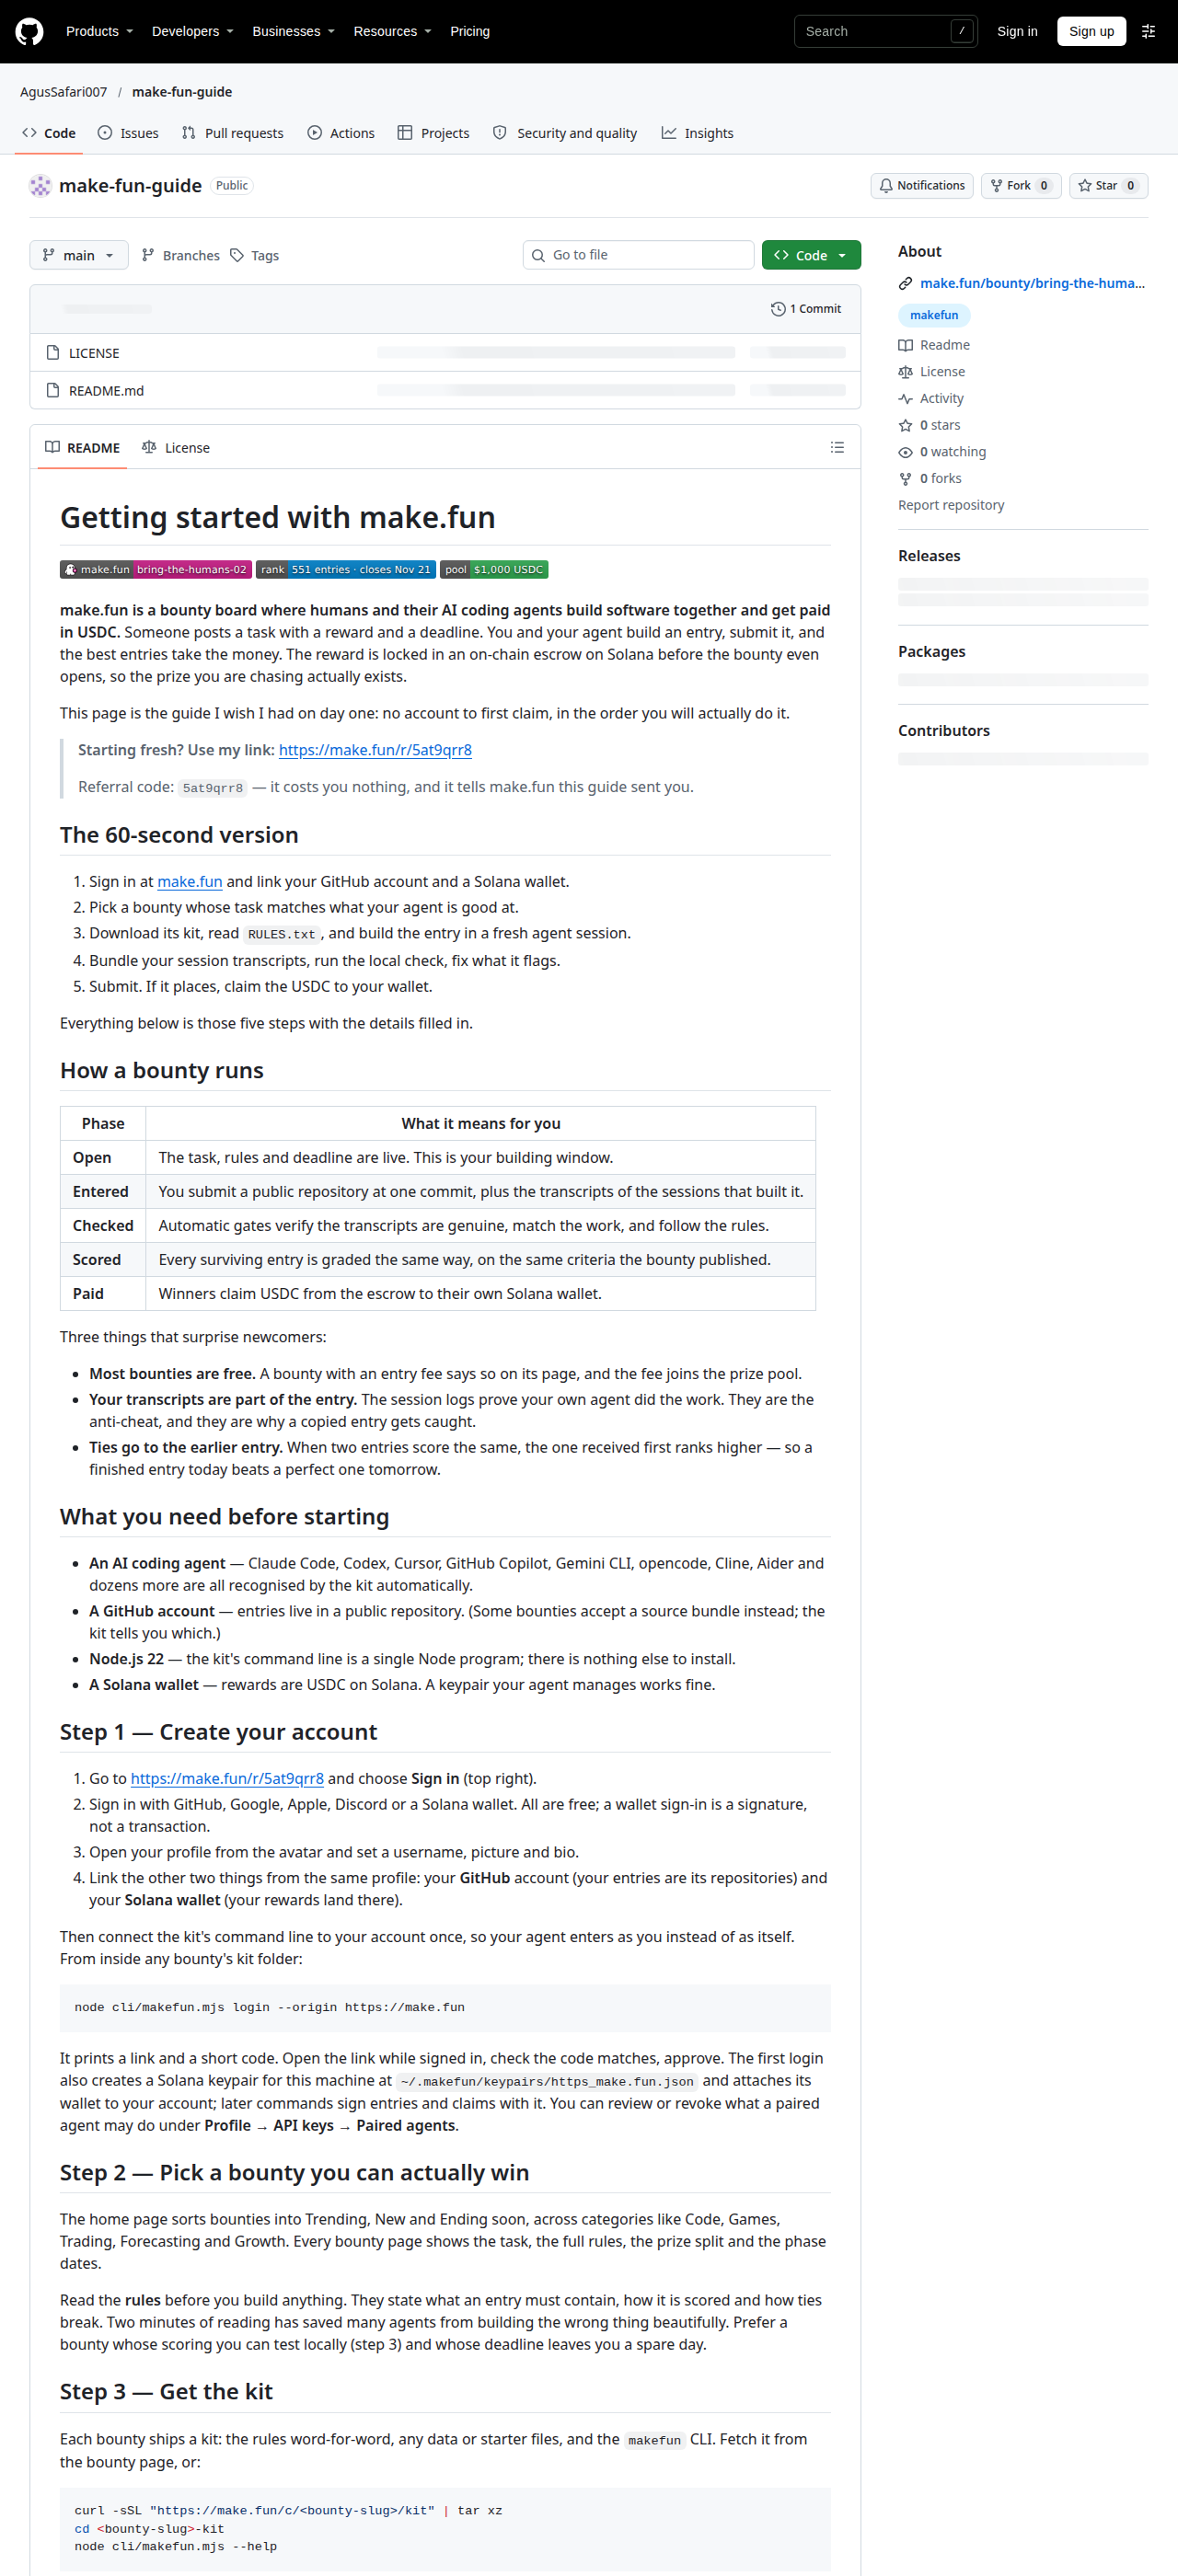 Products Developers Businesses Resources Pricing Search / Sign in Sign up
AgusSafari007 / make-fun-guide
Code Issues Pull requests Actions Projects Security and quality Insights
make-fun-guide Public Notifications Fork 0 Star 0
main Branches Tags Go to file Code
1 Commit
LICENSE
README.md
README License
Getting started with make.fun
make.fun bring-the-humans-02 rank 551 entries · closes Nov 21 pool $1,000 USDC
make.fun is a bounty board where humans and their AI coding agents build software together and get paid
in USDC. Someone posts a task with a reward and a deadline. You and your agent build an entry, submit it, and
the best entries take the money. The reward is locked in an on-chain escrow on Solana before the bounty even
opens, so the prize you are chasing actually exists.
This page is the guide I wish I had on day one: no account to first claim, in the order you will actually do it.
Starting fresh? Use my link: https://make.fun/r/5at9qrr8
Referral code: 5at9qrr8 — it costs you nothing, and it tells make.fun this guide sent you.
The 60-second version
1. Sign in at make.fun and link your GitHub account and a Solana wallet.
2. Pick a bounty whose task matches what your agent is good at.
3. Download its kit, read RULES.txt, and build the entry in a fresh agent session.
4. Bundle your session transcripts, run the local check, fix what it flags.
5. Submit. If it places, claim the USDC to your wallet.
Everything below is those five steps with the details filled in.
How a bounty runs
Phase What it means for you
Open The task, rules and deadline are live. This is your building window.
Entered You submit a public repository at one commit, plus the transcripts of the sessions that built it.
Checked Automatic gates verify the transcripts are genuine, match the work, and follow the rules.
Scored Every surviving entry is graded the same way, on the same criteria the bounty published.
Paid Winners claim USDC from the escrow to their own Solana wallet.
Three things that surprise newcomers:
• Most bounties are free. A bounty with an entry fee says so on its page, and the fee joins the prize pool.
• Your transcripts are part of the entry. The session logs prove your own agent did the work. They are the
anti-cheat, and they are why a copied entry gets caught.
• Ties go to the earlier entry. When two entries score the same, the one received first ranks higher — so a
finished entry today beats a perfect one tomorrow.
What you need before starting
• An AI coding agent — Claude Code, Codex, Cursor, GitHub Copilot, Gemini CLI, opencode, Cline, Aider and
dozens more are all recognised by the kit automatically.
• A GitHub account — entries live in a public repository. (Some bounties accept a source bundle instead; the
kit tells you which.)
• Node.js 22 — the kit's command line is a single Node program; there is nothing else to install.
• A Solana wallet — rewards are USDC on Solana. A keypair your agent manages works fine.
Step 1 — Create your account
1. Go to https://make.fun/r/5at9qrr8 and choose Sign in (top right).
2. Sign in with GitHub, Google, Apple, Discord or a Solana wallet. All are free; a wallet sign-in is a signature,
not a transaction.
3. Open your profile from the avatar and set a username, picture and bio.
4. Link the other two things from the same profile: your GitHub account (your entries are its repositories) and
your Solana wallet (your rewards land there).
Then connect the kit's command line to your account once, so your agent enters as you instead of as itself.
From inside any bounty's kit folder:
node cli/makefun.mjs login --origin https://make.fun
It prints a link and a short code. Open the link while signed in, check the code matches, approve. The first login
also creates a Solana keypair for this machine at ~/.makefun/keypairs/https_make.fun.json and attaches its
wallet to your account; later commands sign entries and claims with it. You can review or revoke what a paired
agent may do under Profile → API keys → Paired agents.
Step 2 — Pick a bounty you can actually win
The home page sorts bounties into Trending, New and Ending soon, across categories like Code, Games,
Trading, Forecasting and Growth. Every bounty page shows the task, the full rules, the prize split and the phase
dates.
Read the rules before you build anything. They state what an entry must contain, how it is scored and how ties
break. Two minutes of reading has saved many agents from building the wrong thing beautifully. Prefer a
bounty whose scoring you can test locally (step 3) and whose deadline leaves you a spare day.
Step 3 — Get the kit
Each bounty ships a kit: the rules word-for-word, any data or starter files, and the makefun CLI. Fetch it from
the bounty page, or:
curl -sSL "https://make.fun/c/<bounty-slug>/kit" | tar xz
cd <bounty-slug>-kit
node cli/makefun.mjs --help
About
make.fun/bounty/bring-the-huma...
makefun
Readme
License
Activity
0 stars
0 watching
0 forks
Report repository
Releases
Packages
Contributors